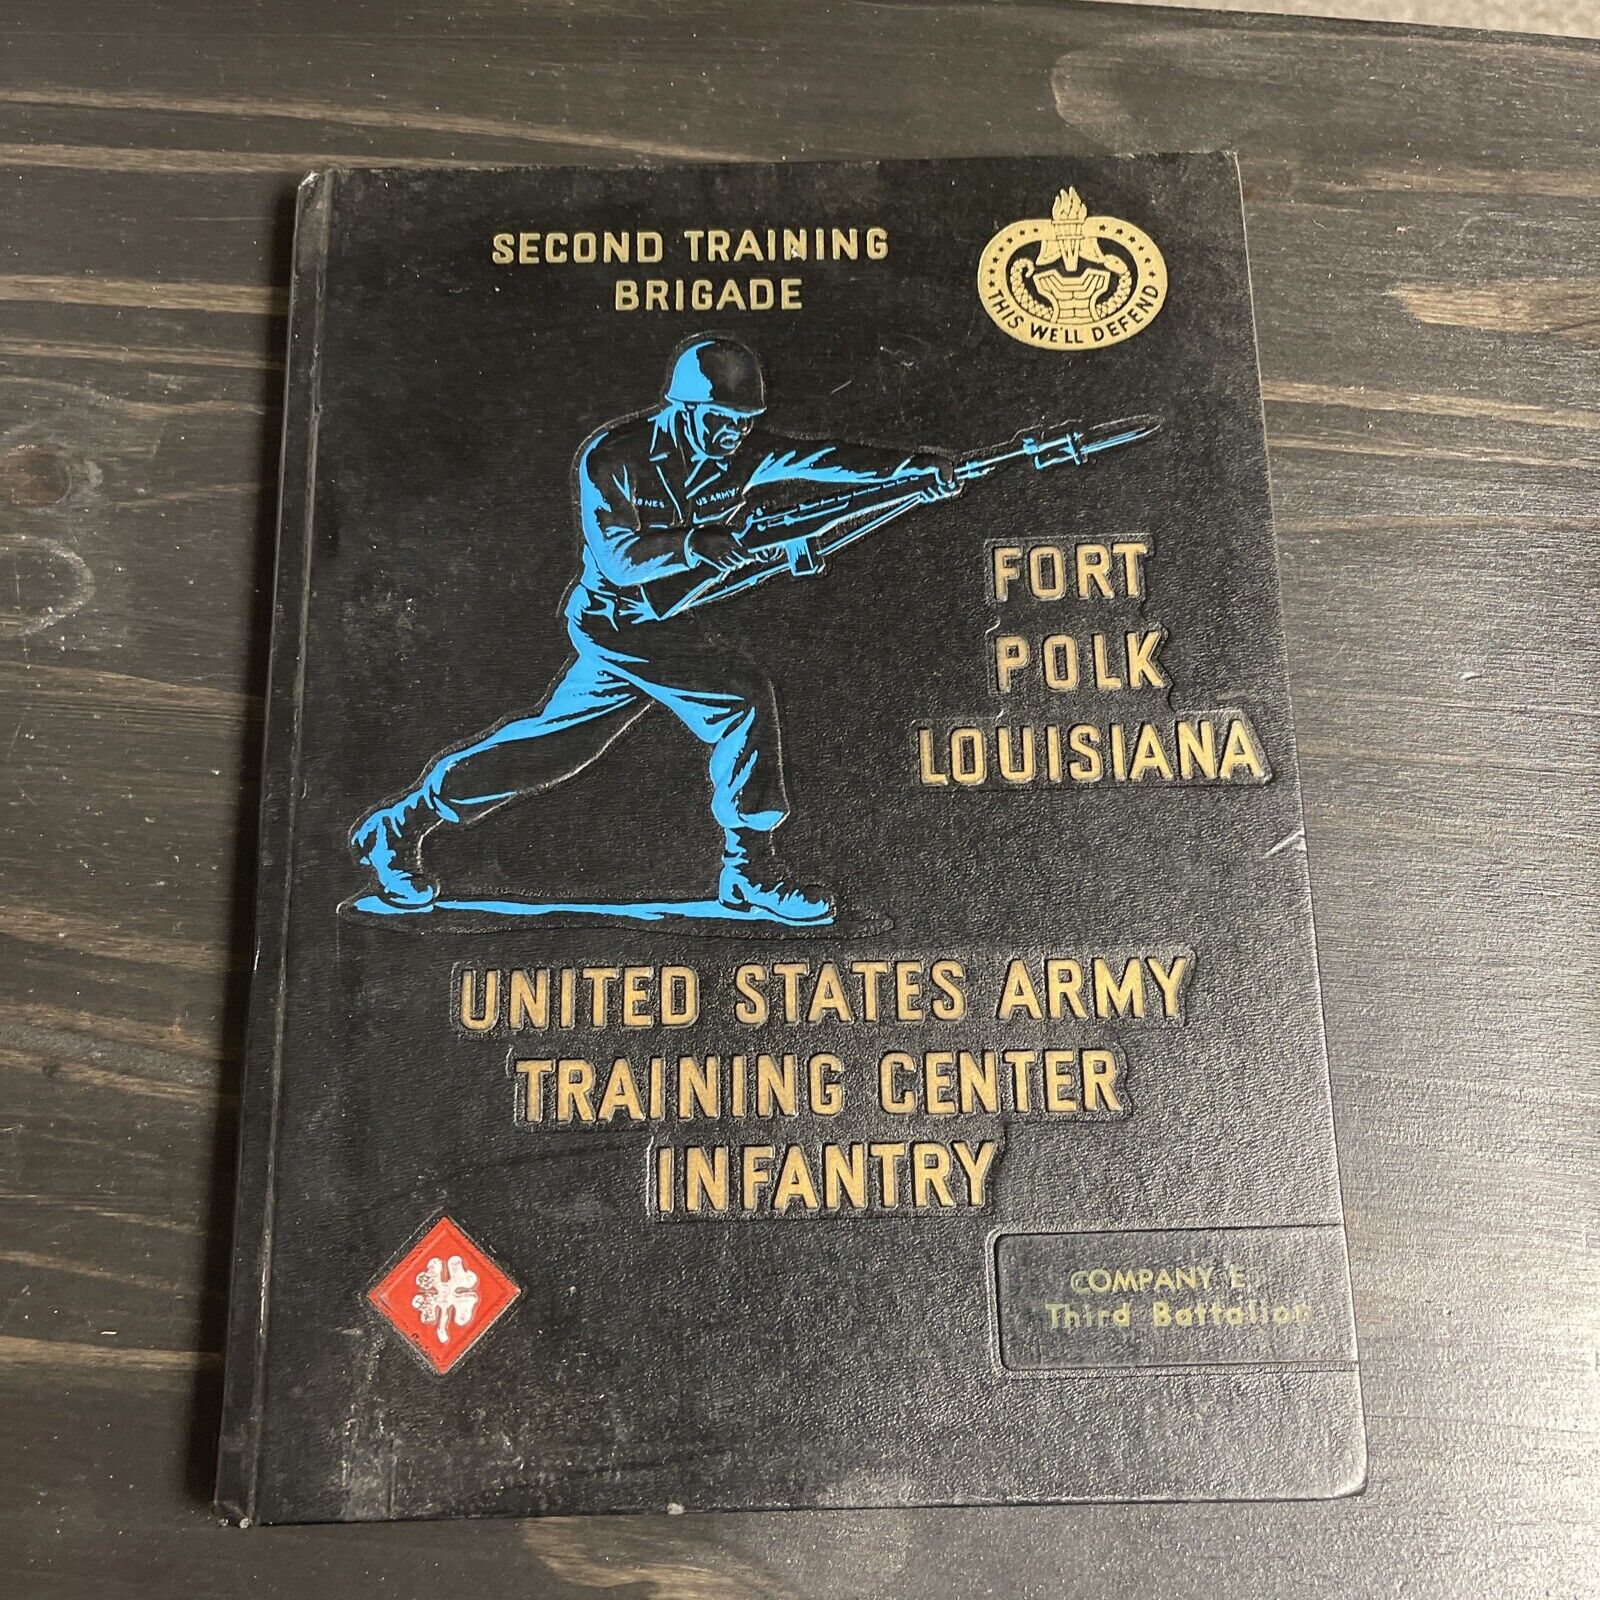 SECOND TRAINING
BRIGADE
THIS WE'LL DEFEND
US ARMY
FORT
POLK
LOUISIANA
UNITED STATES ARMY
TRAINING CENTER
INFANTRY
COMPANY E
Third Battalion